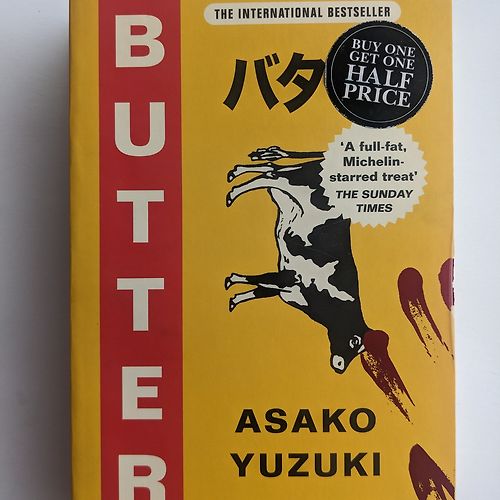 BUTTER
THE INTERNATIONAL BESTSELLER
バタ
BUY ONE
GET ONE
HALF
PRICE
'A full-fat,
Michelin-
starred treat'
THE SUNDAY
TIMES
ASAKO
YUZUKI